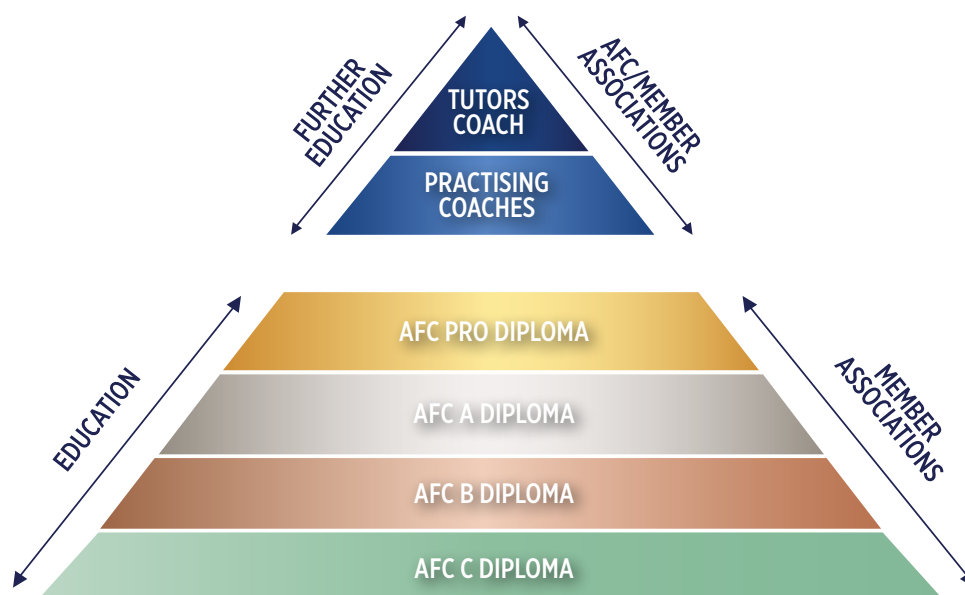 FURTHER
EDUCATION
AFC/MEMBER
ASSOCIATIONS
TUTORS
COACH
PRACTISING
COACHES
AFC PRO DIPLOMA
EDUCATION
MEMBER
ASSOCIATIONS
AFC A DIPLOMA
AFC B DIPLOMA
AFC C DIPLOMA